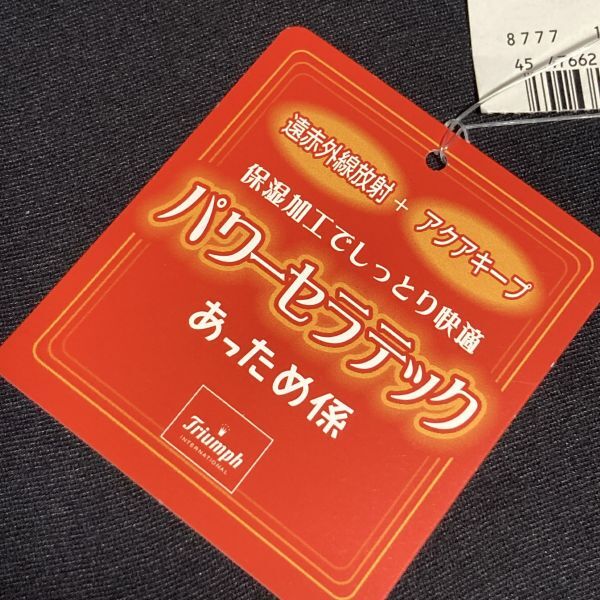 8777
遠赤外線放射 + アクアキープ
保湿加工でしっとり快適
パワーセラテック
あっため係
Triumph
INTERNATIONAL